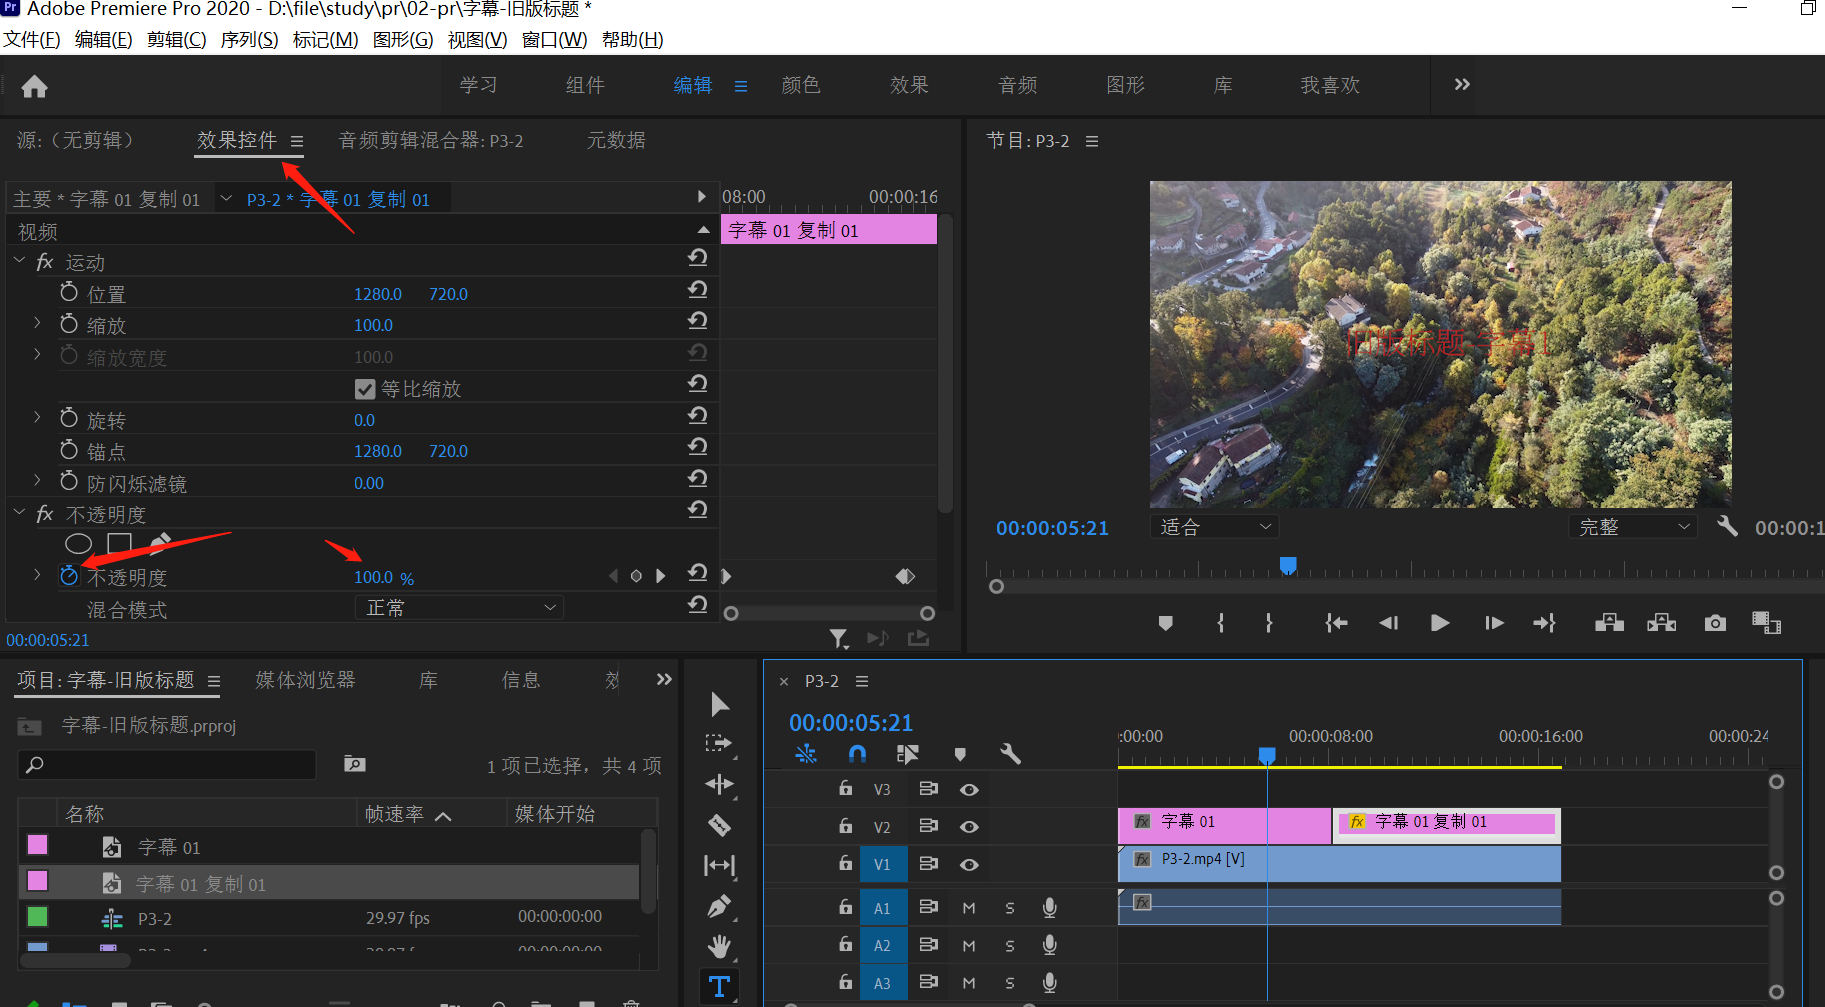 Pr Adobe Premiere Pro 2020 - D:\file\study\pr\02-pr\字幕-旧版标题 *
文件(F) 编辑(E) 剪辑(C) 序列(S) 标记(M) 图形(G) 视图(V) 窗口(W) 帮助(H)
学习 组件 编辑 颜色 效果 音频 图形 库 我喜欢
源:（无剪辑） 效果控件 音频剪辑混合器: P3-2 元数据
主要 * 字幕 01 复制 01 P3-2 * 字幕 01 复制 01
08:00 00:00:16
视频
字幕 01 复制 01
fx 运动
位置 1280.0 720.0
缩放 100.0
缩放宽度 100.0
等比缩放
旋转 0.0
锚点 1280.0 720.0
防闪烁滤镜 0.00
fx 不透明度
不透明度 100.0 %
混合模式 正常
00:00:05:21
节目: P3-2
旧版标题 字幕1
00:00:05:21 适合 完整 00:00:1
项目: 字幕-旧版标题 媒体浏览器 库 信息
字幕-旧版标题.prproj
1 项已选择，共 4 项
名称 帧速率 媒体开始
字幕 01
字幕 01 复制 01
P3-2 29.97 fps 00:00:00:00
T
× P3-2
00:00:05:21
:00:00 00:00:08:00 00:00:16:00 00:00:24
V3
V2 fx 字幕 01 fx 字幕 01 复制 01
V1 fx P3-2.mp4 [V]
A1 M S fx
A2 M S
A3 M S